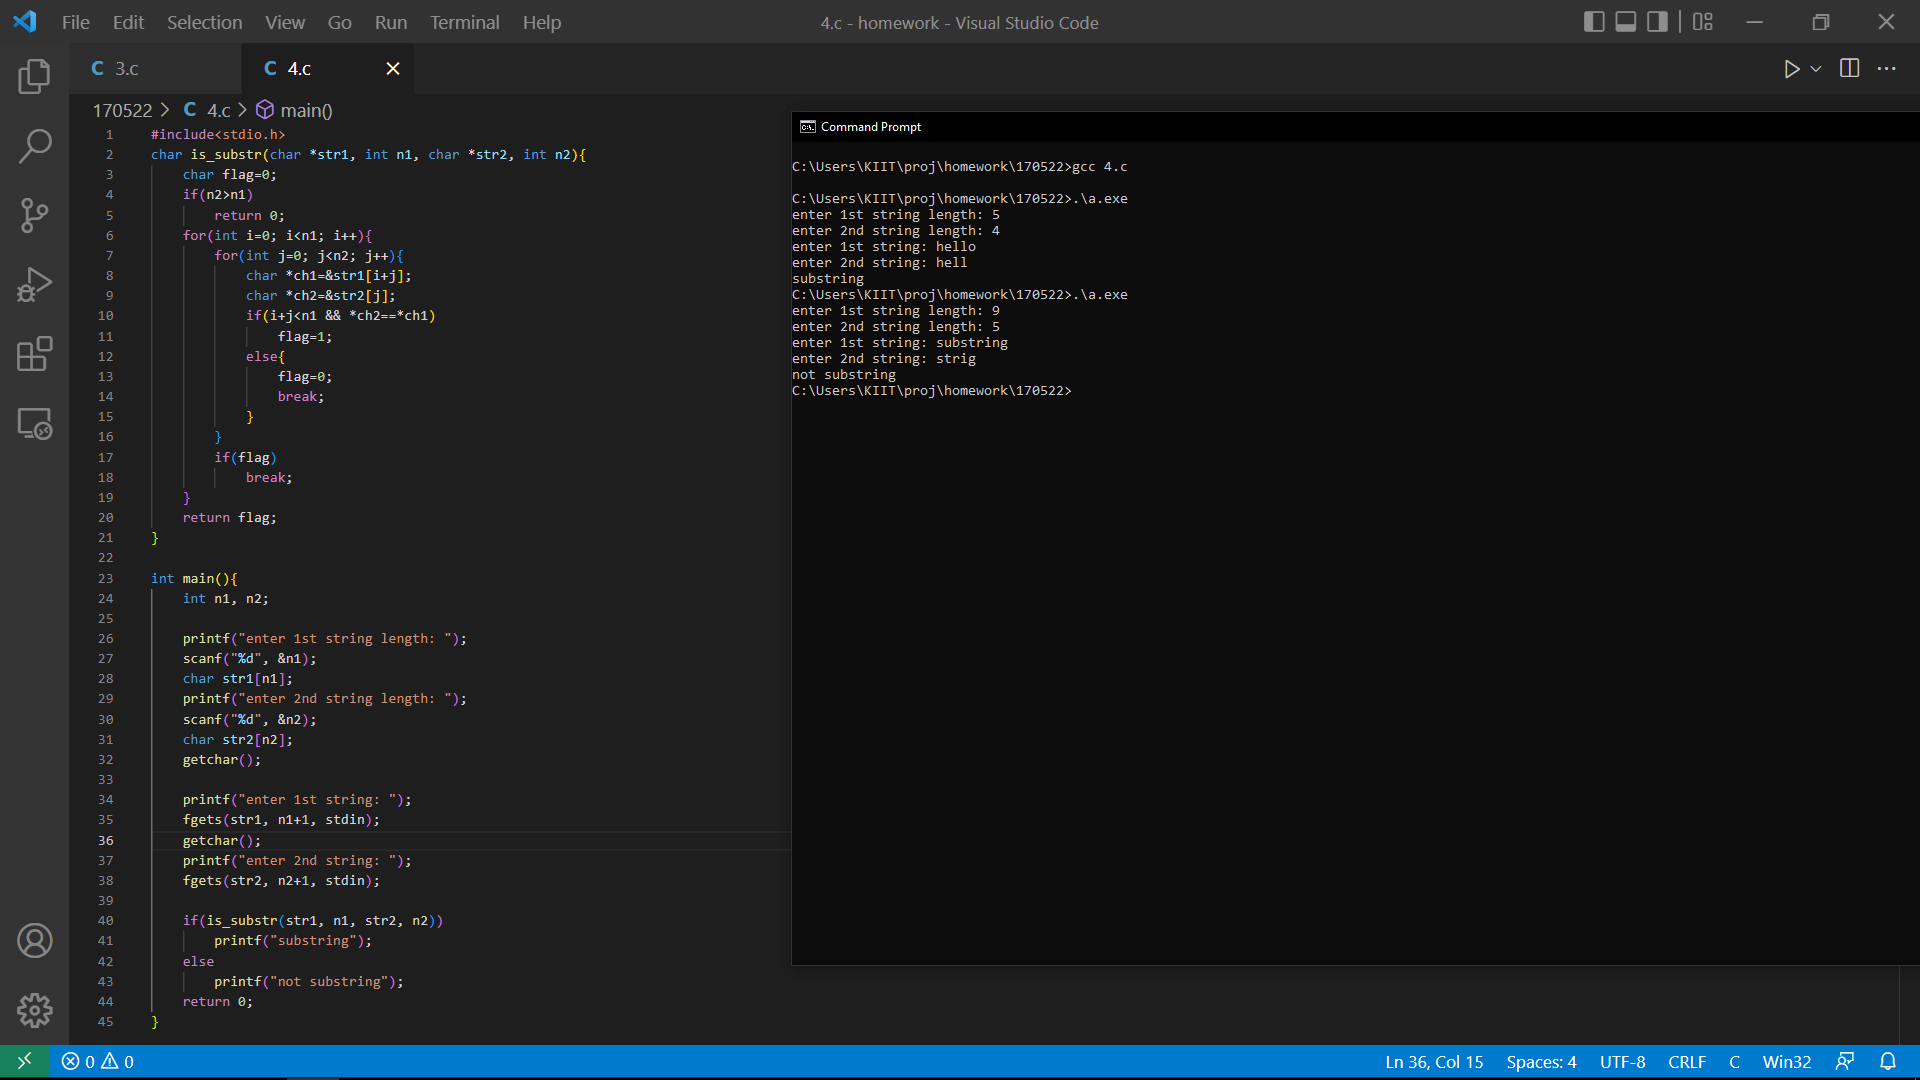 File Edit Selection View Go Run Terminal Help
4.c - homework - Visual Studio Code
C 3.c
C 4.c
170522 > C 4.c > main()
1 #include<stdio.h>
2 char is_substr(char *str1, int n1, char *str2, int n2){
3 char flag=0;
4 if(n2>n1)
5 return 0;
6 for(int i=0; i<n1; i++){
7 for(int j=0; j<n2; j++){
8 char *ch1=&str1[i+j];
9 char *ch2=&str2[j];
10 if(i+j<n1 && *ch2==*ch1)
11 flag=1;
12 else{
13 flag=0;
14 break;
15 }
16 }
17 if(flag)
18 break;
19 }
20 return flag;
21 }
22
23 int main(){
24 int n1, n2;
25
26 printf("enter 1st string length: ");
27 scanf("%d", &n1);
28 char str1[n1];
29 printf("enter 2nd string length: ");
30 scanf("%d", &n2);
31 char str2[n2];
32 getchar();
33
34 printf("enter 1st string: ");
35 fgets(str1, n1+1, stdin);
36 getchar();
37 printf("enter 2nd string: ");
38 fgets(str2, n2+1, stdin);
39
40 if(is_substr(str1, n1, str2, n2))
41 printf("substring");
42 else
43 printf("not substring");
44 return 0;
45 }
Command Prompt
C:\Users\KIIT\proj\homework\170522>gcc 4.c
C:\Users\KIIT\proj\homework\170522>.\a.exe
enter 1st string length: 5
enter 2nd string length: 4
enter 1st string: hello
enter 2nd string: hell
substring
C:\Users\KIIT\proj\homework\170522>.\a.exe
enter 1st string length: 9
enter 2nd string length: 5
enter 1st string: substring
enter 2nd string: strig
not substring
C:\Users\KIIT\proj\homework\170522>
0 0
Ln 36, Col 15 Spaces: 4 UTF-8 CRLF C Win32